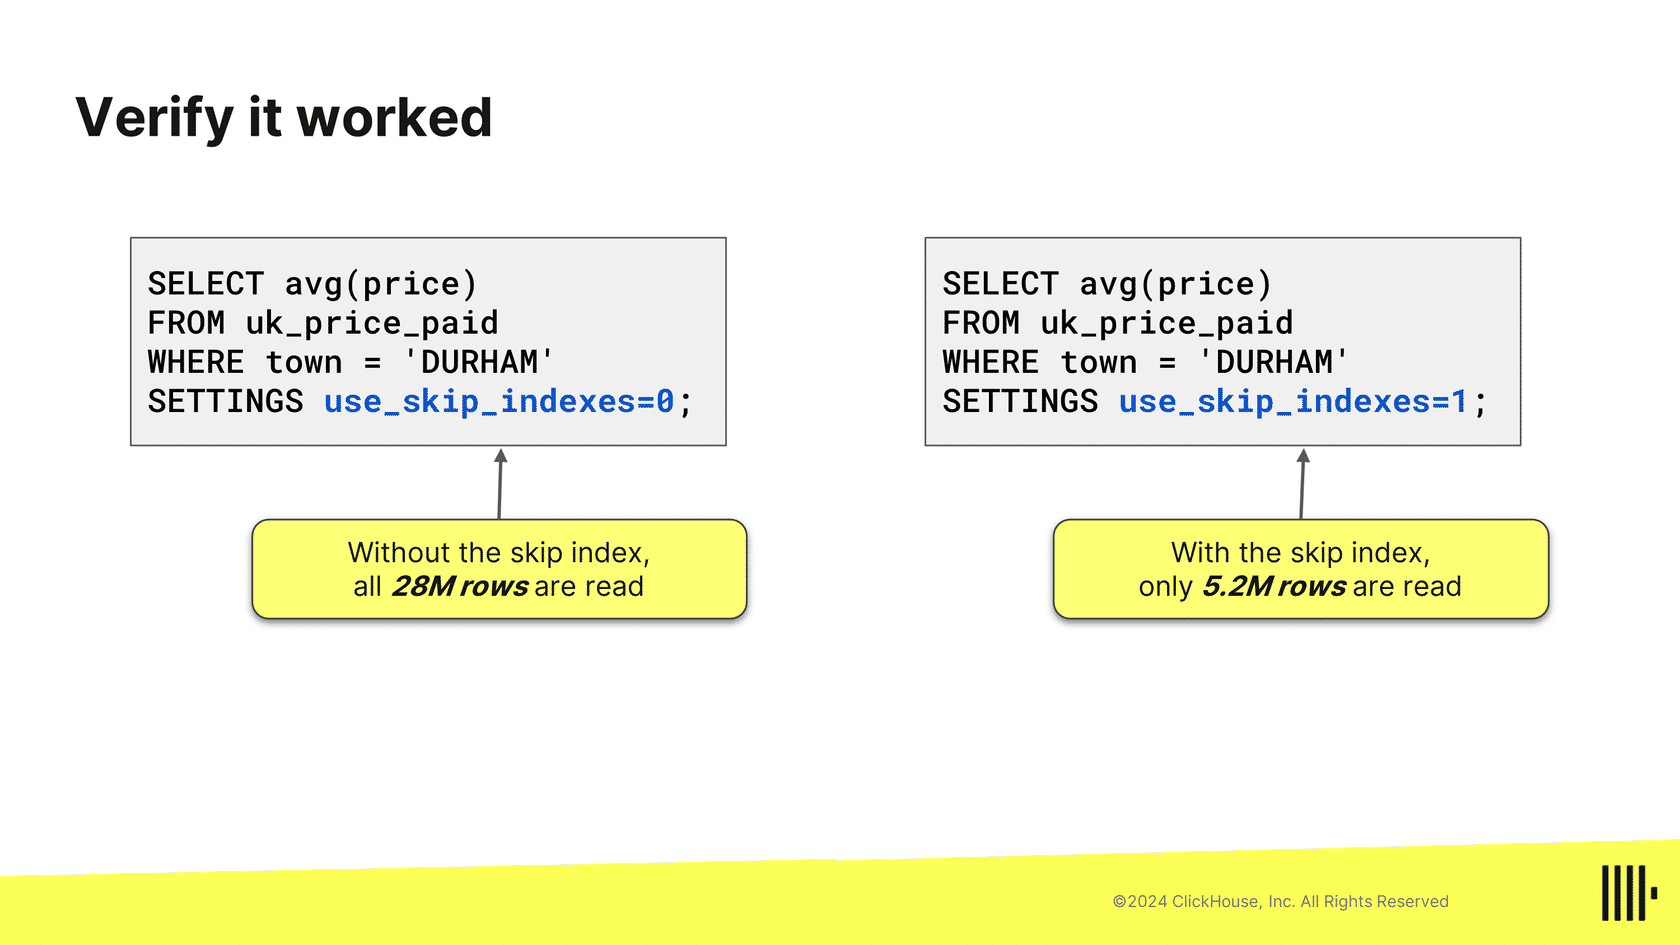 Verify it worked
SELECT avg(price)
FROM uk_price_paid
WHERE town = 'DURHAM'
SETTINGS use_skip_indexes=0;
Without the skip index,
all 28M rows are read
SELECT avg(price)
FROM uk_price_paid
WHERE town = 'DURHAM'
SETTINGS use_skip_indexes=1;
With the skip index,
only 5.2M rows are read
©2024 ClickHouse, Inc. All Rights Reserved